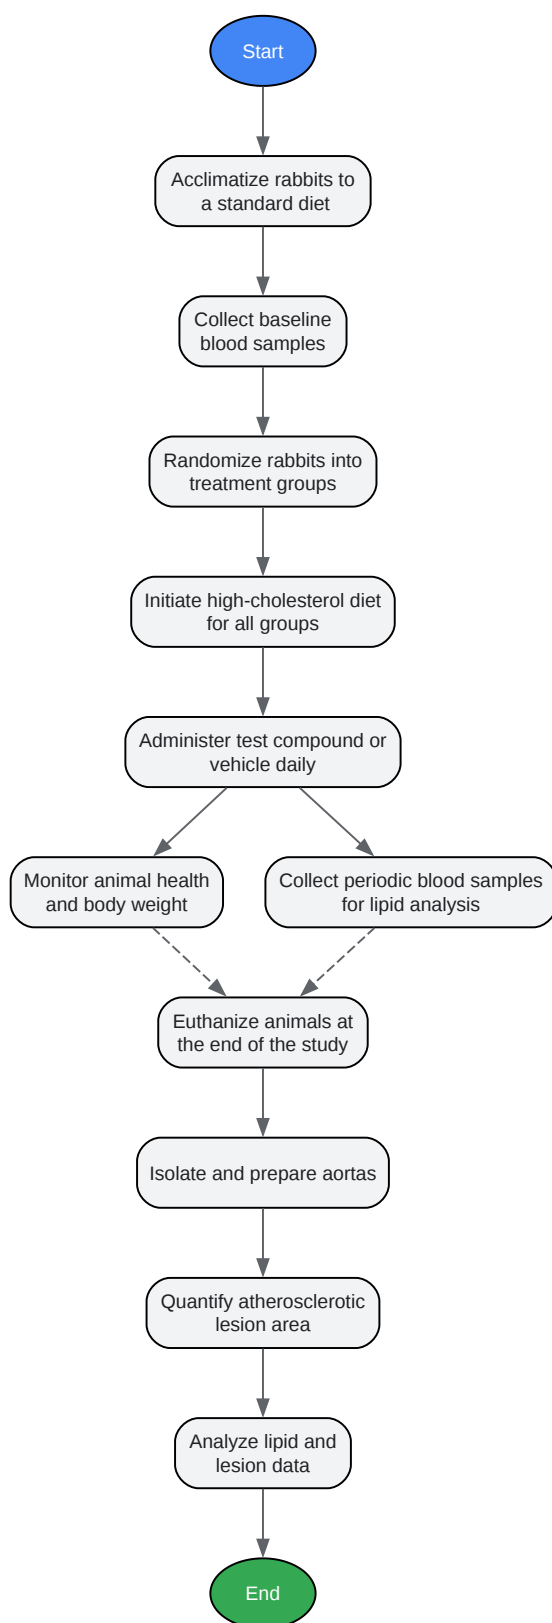 Start
Acclimatize rabbits to
a standard diet
Collect baseline
blood samples
Randomize rabbits into
treatment groups
Initiate high-cholesterol diet
for all groups
Administer test compound or
vehicle daily
Monitor animal health
and body weight
Collect periodic blood samples
for lipid analysis
Euthanize animals at
the end of the study
Isolate and prepare aortas
Quantify atherosclerotic
lesion area
Analyze lipid and
lesion data
End